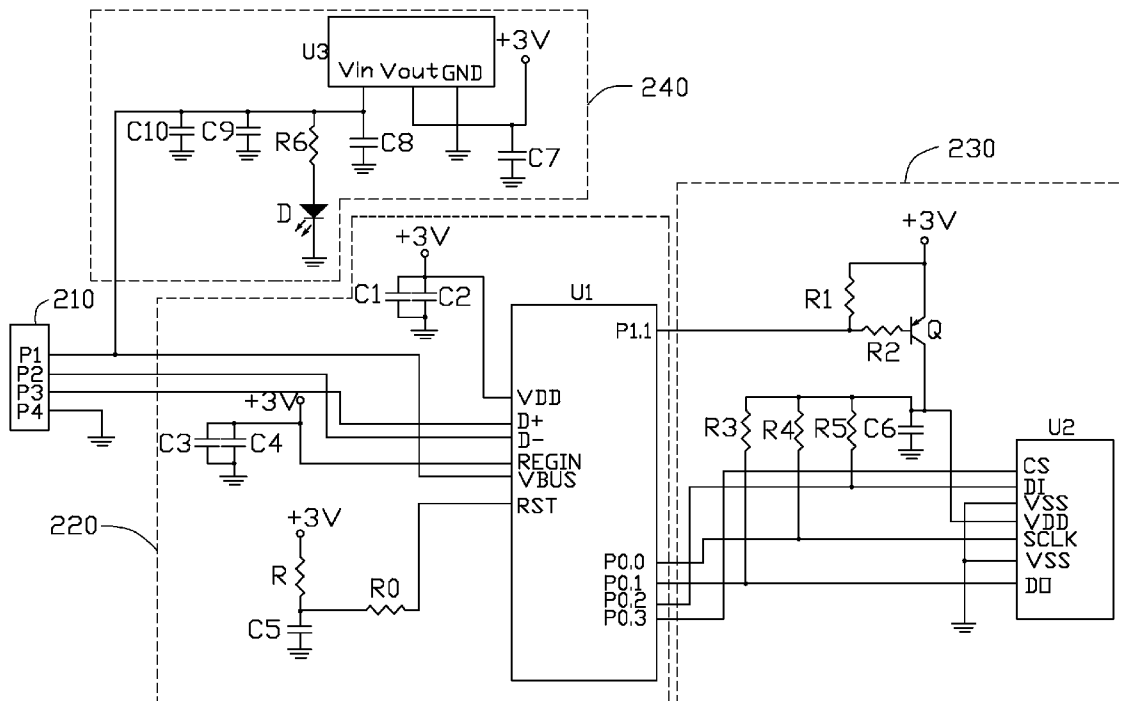 U3
+3V
Vin Vout GND
240
C10
C9
R6
C8
C7
D
230
+3V
+3V
C1
C2
U1
210
P1
P2
P3
P4
P1.1
R1
R2
Q
VDD
D+
D-
REGIN
VBUS
RST
+3V
C3
C4
R3
R4
R5
C6
U2
CS
DI
VSS
VDD
SCLK
VSS
DO
220
+3V
R
R0
C5
P0.0
P0.1
P0.2
P0.3